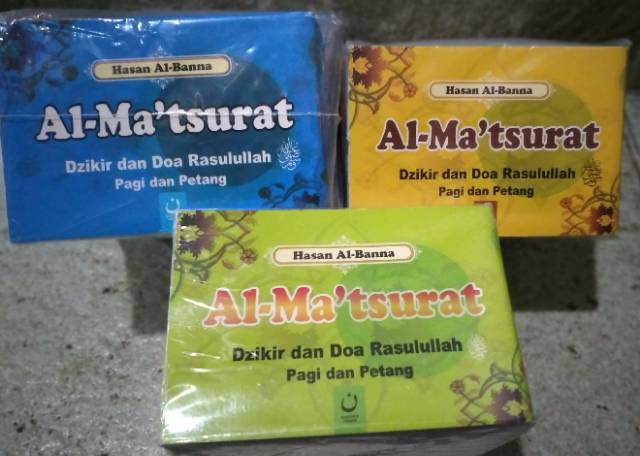 Hasan Al-Banna
Al-Ma'tsurat
Dzikir dan Doa Rasulullah
Pagi dan Petang
Hasan Al-Banna
Al-Ma'tsurat
Dzikir dan Doa Rasulullah
Pagi dan Petang
Hasan Al-Banna
Al-Ma'tsurat
Dzikir dan Doa Rasulullah
Pagi dan Petang
ن